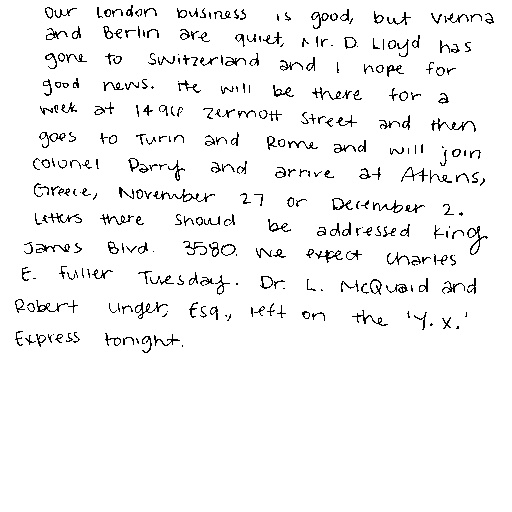 Our London business is good, but Vienna
and Berlin are quiet, Mr. D. Lloyd has
gone to Switzerland and I hope for
good news. He will be there for a
week at 1496 Zermott Street and then
goes to Turin and Rome and will join
Colonel Parry and arrive at Athens,
Greece, November 27 or December 2.
Letters there should be addressed King
James Blvd. 3580. We expect Charles
E. Fuller Tuesday. Dr. L. McQuaid and
Robert Unger, Esq., left on the 'Y.X.'
Express tonight.